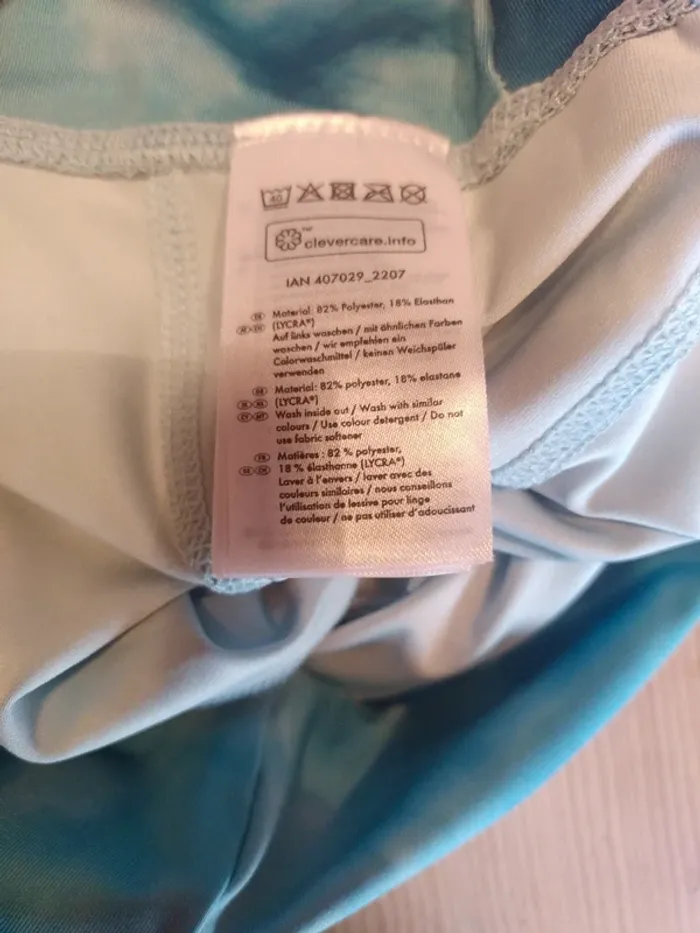 40
clevercare.info™
IAN 407029_2207
Material: 82% Polyester, 18% Elasthan
(LYCRA®)
Auf links waschen / mit ähnlichen Farben
waschen / wir empfehlen ein
Colorwaschmittel / keinen Weichspüler
verwenden
Material: 82% polyester, 18% elastane
(LYCRA®)
Wash inside out / Wash with similar
colours / Use colour detergent / Do not
use fabric softener
Matières: 82 % polyester,
18 % élasthanne (LYCRA®)
Laver à l'envers / laver avec des
couleurs similaires / nous conseillons
l'utilisation de lessive pour linge
de couleur / ne pas utiliser d'adoucissant